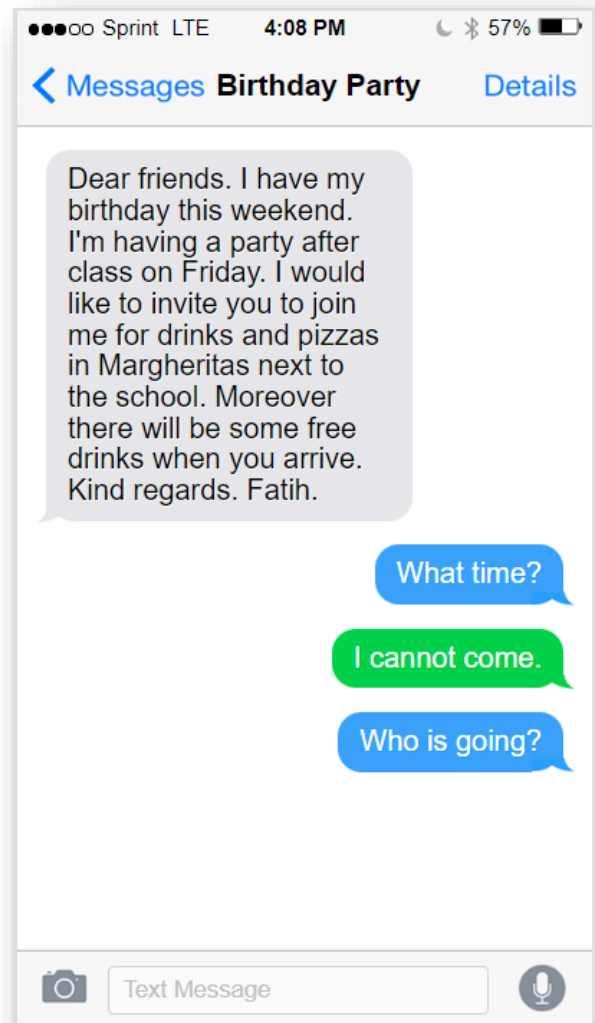 Sprint LTE 4:08 PM 57%
Messages Birthday Party Details
Dear friends. I have my
birthday this weekend.
I'm having a party after
class on Friday. I would
like to invite you to join
me for drinks and pizzas
in Margheritas next to
the school. Moreover
there will be some free
drinks when you arrive.
Kind regards. Fatih.
What time?
I cannot come.
Who is going?
Text Message